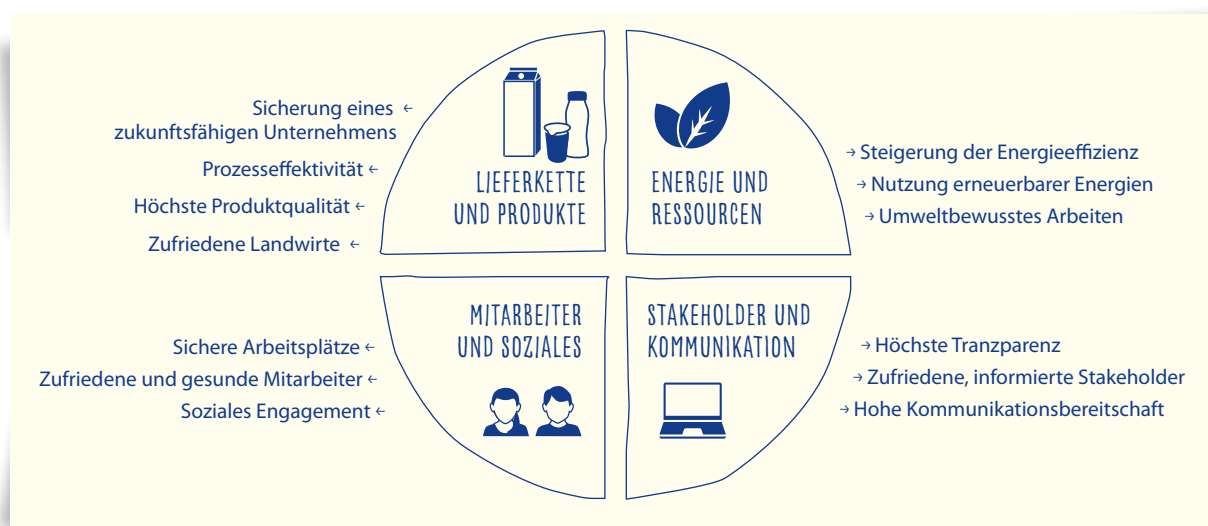 Sicherung eines ←
zukunftsfähigen Unternehmens
Prozesseffektivität ←
Höchste Produktqualität ←
Zufriedene Landwirte ←
LIEFERKETTE
UND PRODUKTE
ENERGIE UND
RESSOURCEN
→ Steigerung der Energieeffizienz
→ Nutzung erneuerbarer Energien
→ Umweltbewusstes Arbeiten
Sichere Arbeitsplätze ←
Zufriedene und gesunde Mitarbeiter ←
Soziales Engagement ←
MITARBEITER
UND SOZIALES
STAKEHOLDER UND
KOMMUNIKATION
→ Höchste Tranzparenz
→ Zufriedene, informierte Stakeholder
→ Hohe Kommunikationsbereitschaft